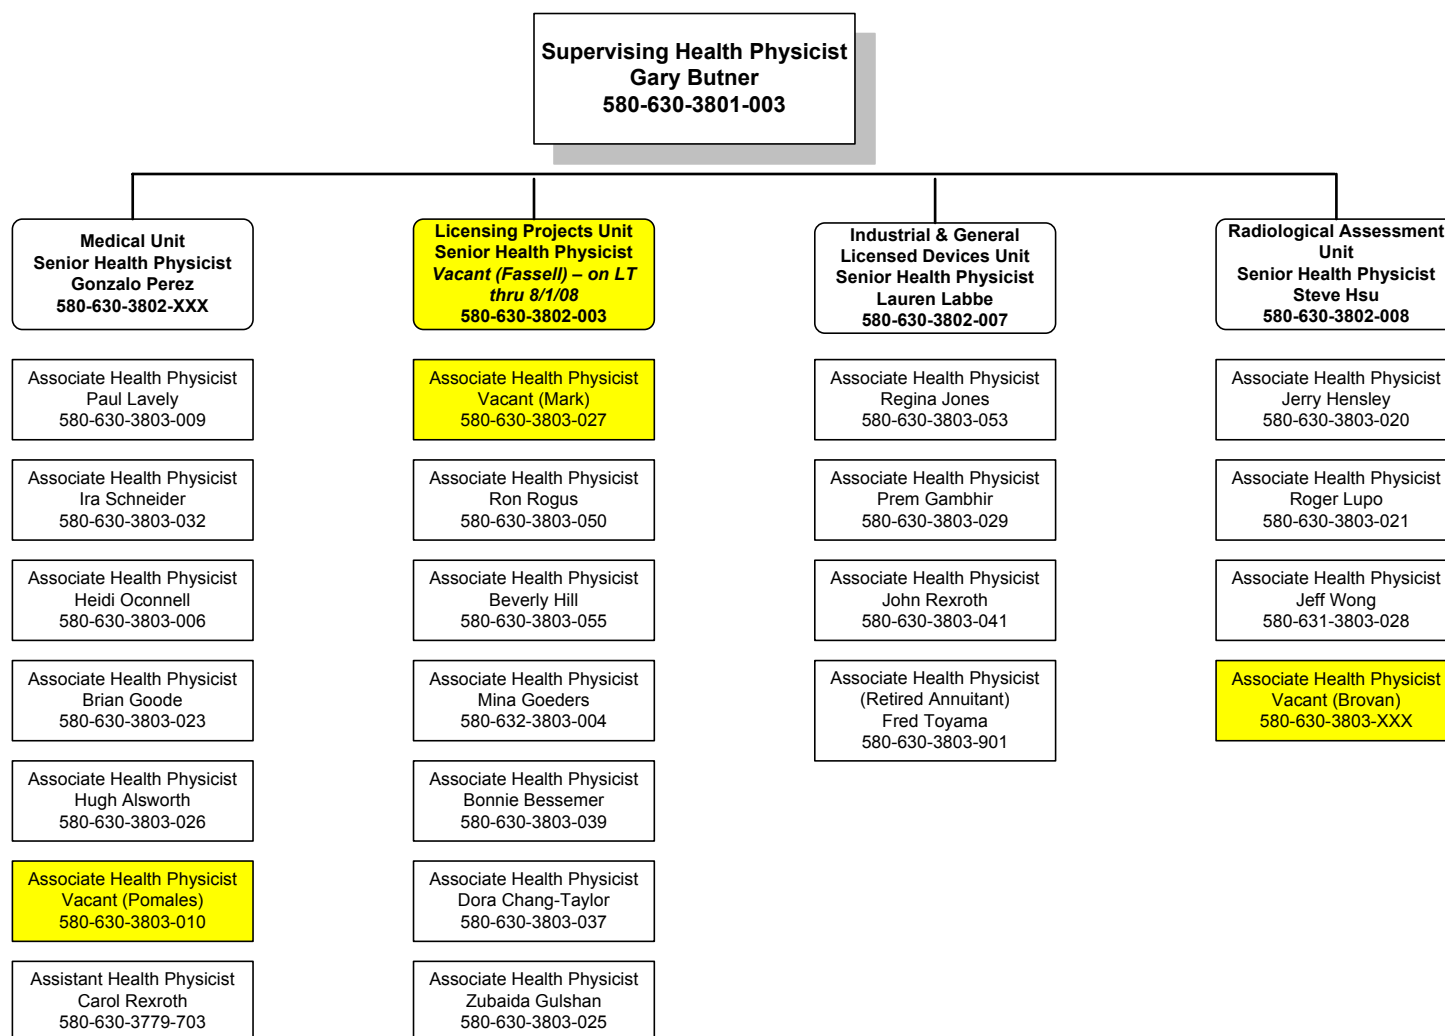 Supervising Health Physicist
Gary Butner
580-630-3801-003
Medical Unit
Senior Health Physicist
Gonzalo Perez
580-630-3802-XXX
Licensing Projects Unit
Senior Health Physicist
Vacant (Fassell) – on LT
thru 8/1/08
580-630-3802-003
Industrial & General
Licensed Devices Unit
Senior Health Physicist
Lauren Labbe
580-630-3802-007
Radiological Assessment
Unit
Senior Health Physicist
Steve Hsu
580-630-3802-008
Associate Health Physicist
Paul Lavely
580-630-3803-009
Associate Health Physicist
Ira Schneider
580-630-3803-032
Associate Health Physicist
Heidi Oconnell
580-630-3803-006
Associate Health Physicist
Brian Goode
580-630-3803-023
Associate Health Physicist
Hugh Alsworth
580-630-3803-026
Associate Health Physicist
Vacant (Pomales)
580-630-3803-010
Assistant Health Physicist
Carol Rexroth
580-630-3779-703
Associate Health Physicist
Vacant (Mark)
580-630-3803-027
Associate Health Physicist
Ron Rogus
580-630-3803-050
Associate Health Physicist
Beverly Hill
580-630-3803-055
Associate Health Physicist
Mina Goeders
580-632-3803-004
Associate Health Physicist
Bonnie Bessemer
580-630-3803-039
Associate Health Physicist
Dora Chang-Taylor
580-630-3803-037
Associate Health Physicist
Zubaida Gulshan
580-630-3803-025
Associate Health Physicist
Regina Jones
580-630-3803-053
Associate Health Physicist
Prem Gambhir
580-630-3803-029
Associate Health Physicist
John Rexroth
580-630-3803-041
Associate Health Physicist
(Retired Annuitant)
Fred Toyama
580-630-3803-901
Associate Health Physicist
Jerry Hensley
580-630-3803-020
Associate Health Physicist
Roger Lupo
580-630-3803-021
Associate Health Physicist
Jeff Wong
580-631-3803-028
Associate Health Physicist
Vacant (Brovan)
580-630-3803-XXX